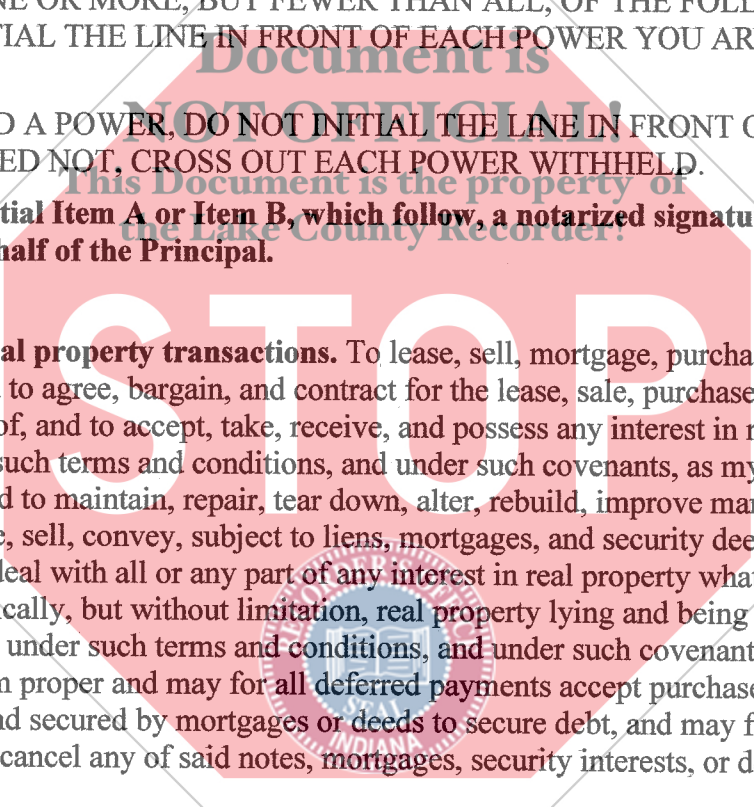 NE OR MORE, BUT FEWER THAN ALL, OF THE FOLL
TIAL THE LINE IN FRONT OF EACH POWER YOU AR
Document is
NOT OFFICIAL!
D A POWER, DO NOT INITIAL THE LINE IN FRONT O
ED NOT, CROSS OUT EACH POWER WITHHELD.
This Document is the property of
the Lake County Recorder!
tial Item A or Item B, which follow, a notarized signatu
half of the Principal.
STOP
al property transactions. To lease, sell, mortgage, purcha
to agree, bargain, and contract for the lease, sale, purchase
of, and to accept, take, receive, and possess any interest in r
such terms and conditions, and under such covenants, as my
d to maintain, repair, tear down, alter, rebuild, improve man
e, sell, convey, subject to liens, mortgages, and security dee
deal with all or any part of any interest in real property what
ically, but without limitation, real property lying and being
under such terms and conditions, and under such covenant
m proper and may for all deferred payments accept purchase
nd secured by mortgages or deeds to secure debt, and may f
cancel any of said notes, mortgages, security interests, or d
SEAL
INDIANA